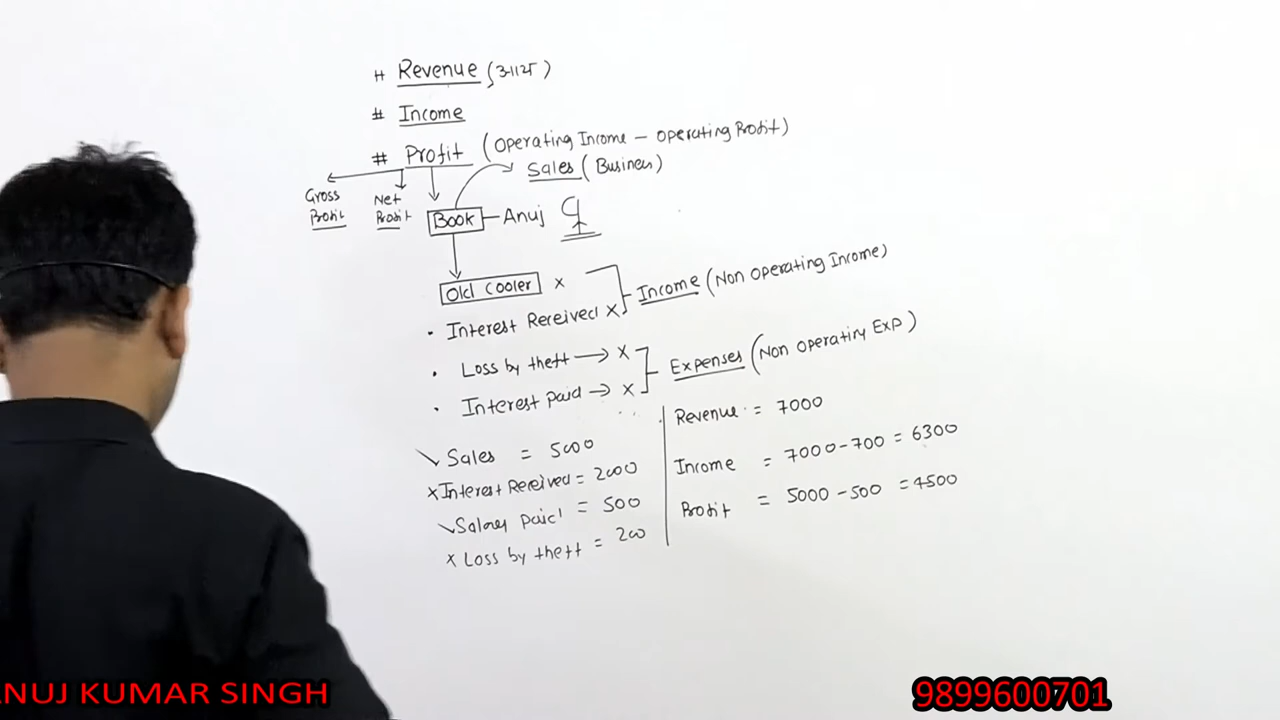 # Revenue (आय)
# Income
# Profit (Operating Income - operating Profit)
Sales (Business)
Gross Profit
Net Profit
Book - Anuj
Old Cooler ×
Income (Non Operating Income)
• Interest Received ×
• Loss by theft → ×
Expenses (Non Operating Exp)
• Interest paid → ×
Revenue = 7000
Sales = 5000
Income = 7000-700 = 6300
× Interest Received = 2000
Profit = 5000-500 = 4500
Salary paid = 500
× Loss by theft = 200
ANUJ KUMAR SINGH
9899600701